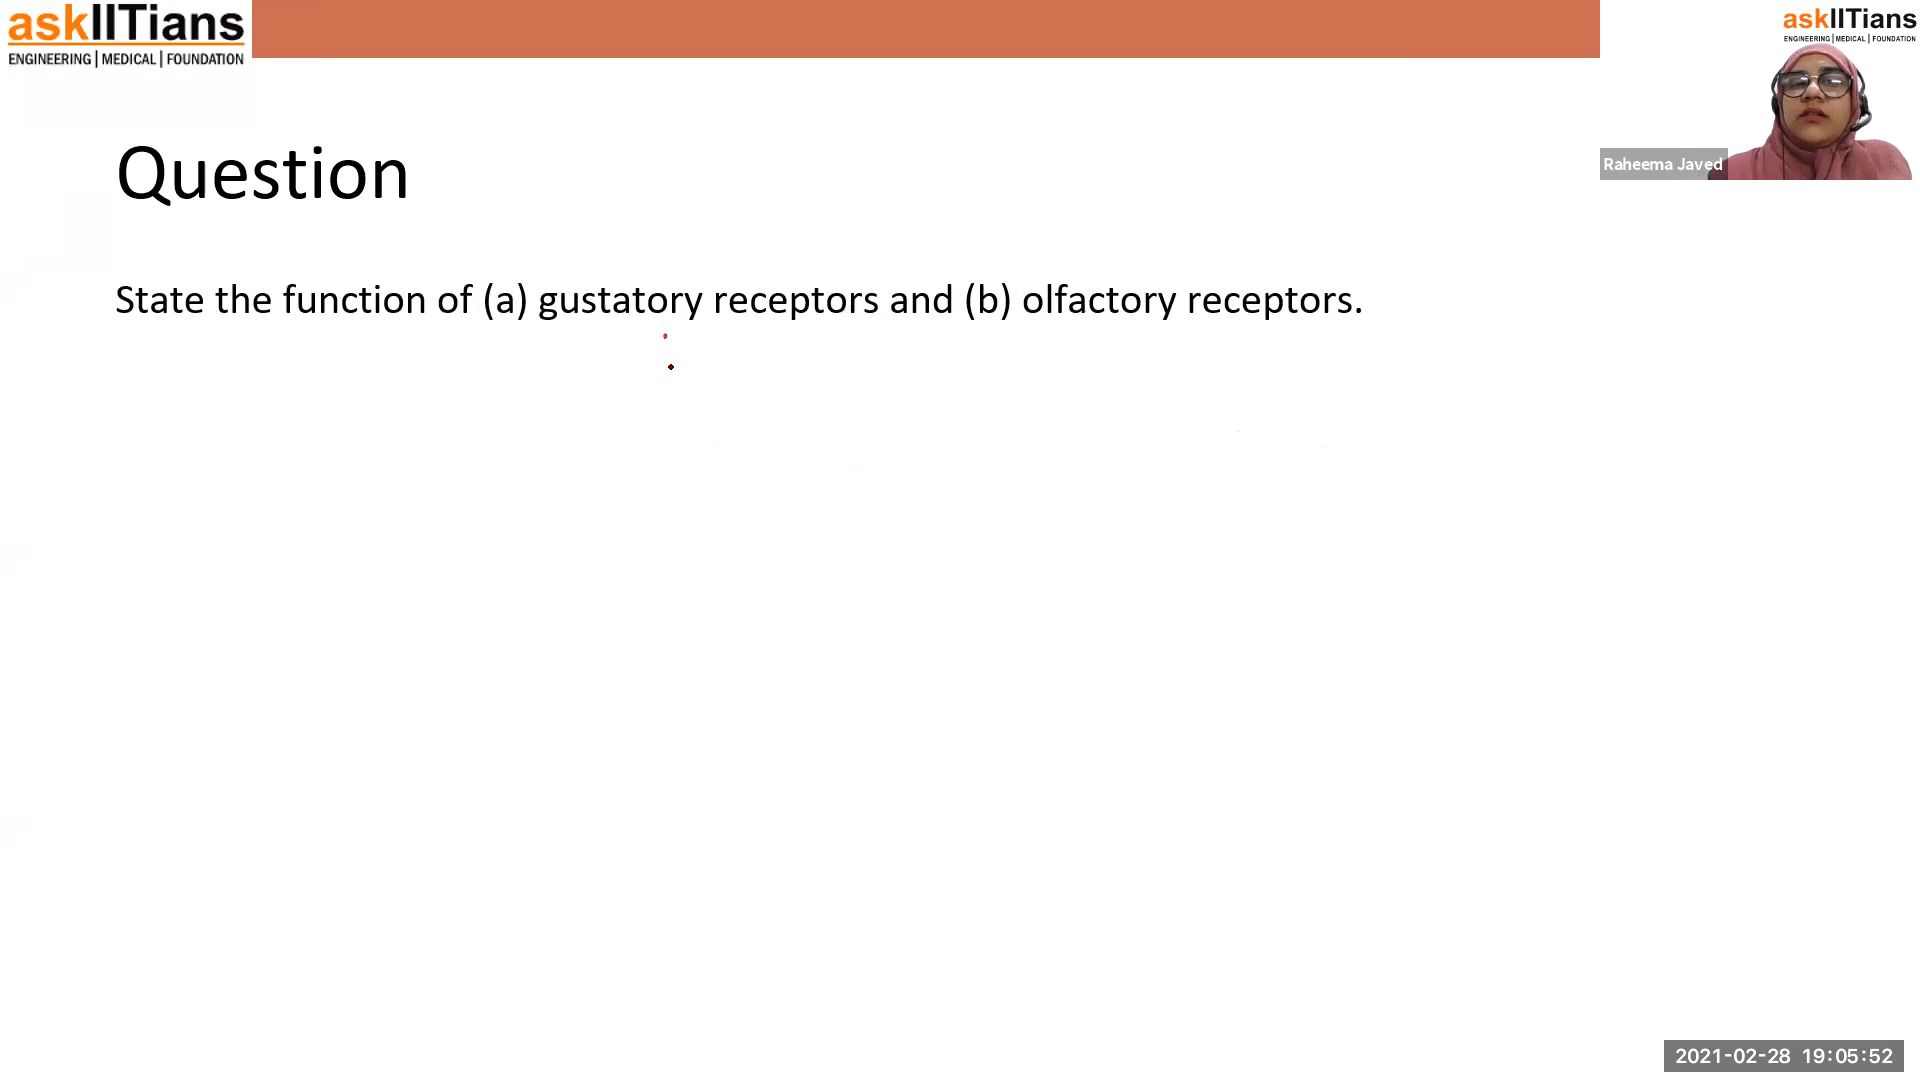 askIITians
ENGINEERING | MEDICAL | FOUNDATION
askIITians
ENGINEERING | MEDICAL | FOUNDATION
Raheema Javed
Question
State the function of (a) gustatory receptors and (b) olfactory receptors.
2021-02-28 19:05:52